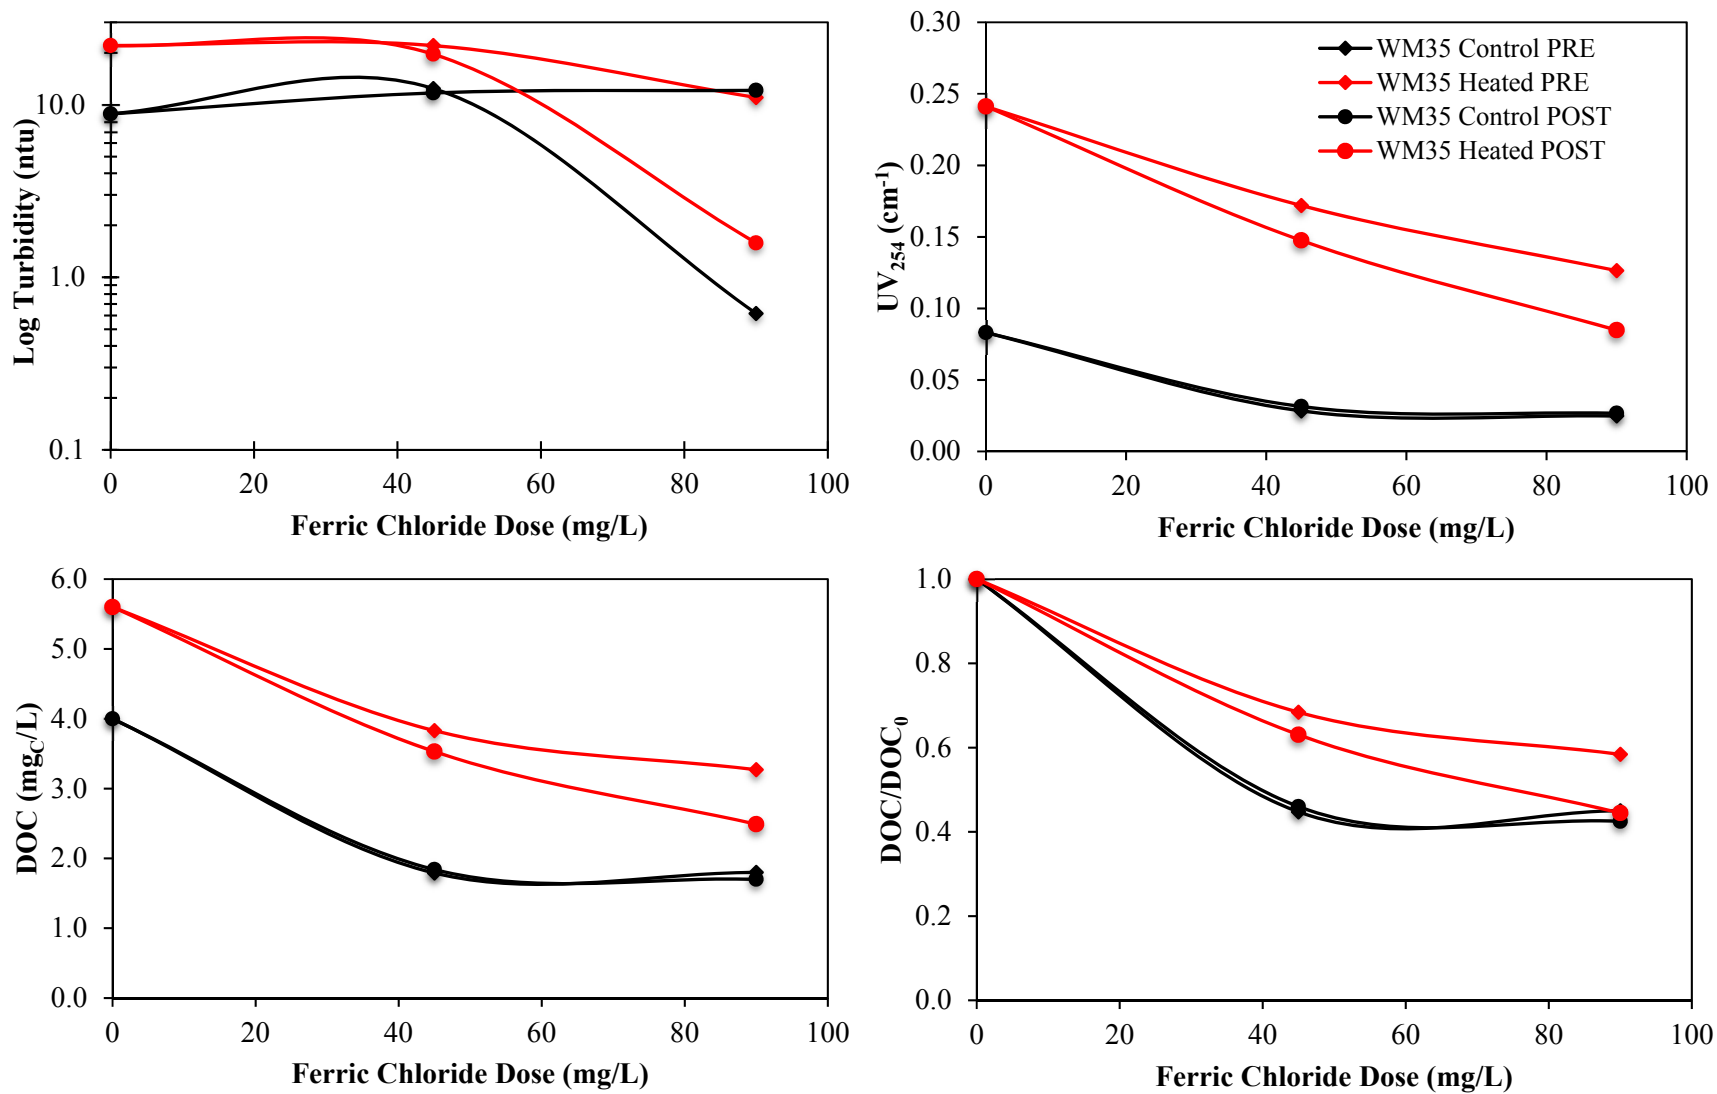 10.0
1.0
0.1
0 20 40 60 80 100
Log Turbidity (ntu)
Ferric Chloride Dose (mg/L)
0.30
0.25
0.20
0.15
0.10
0.05
0.00
0 20 40 60 80 100
UV254 (cm-1)
Ferric Chloride Dose (mg/L)
WM35 Control PRE
WM35 Heated PRE
WM35 Control POST
WM35 Heated POST
6.0
5.0
4.0
3.0
2.0
1.0
0.0
0 20 40 60 80 100
DOC (mgC/L)
Ferric Chloride Dose (mg/L)
1.0
0.8
0.6
0.4
0.2
0.0
0 20 40 60 80 100
DOC/DOC0
Ferric Chloride Dose (mg/L)